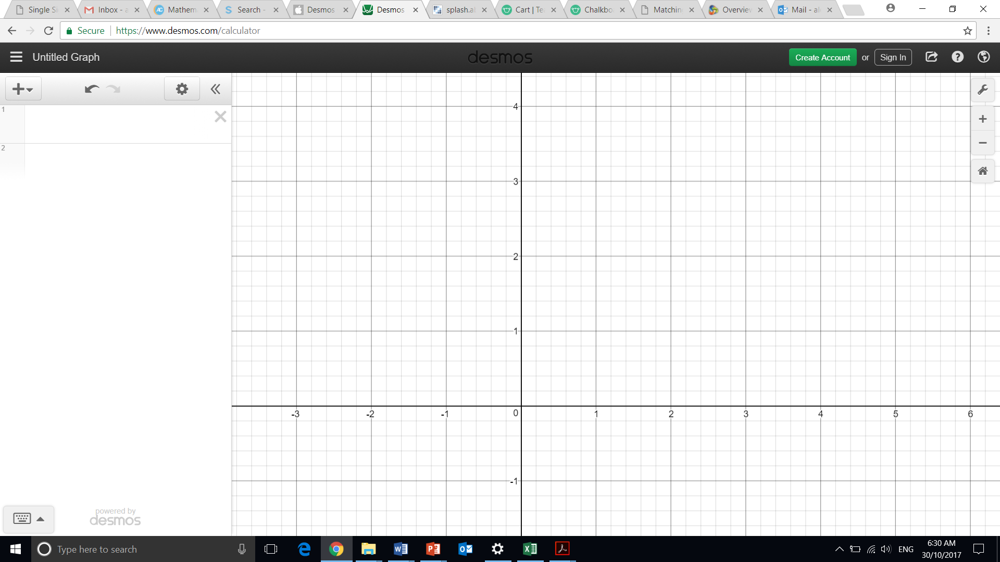 Single Si
Inbox - a
Mathem
Search -
Desmos
Desmos
splash.a
Cart | Te
Chalkbo
Matchin
Overview
Mail - al
Secure
https://www.desmos.com/calculator
Untitled Graph
desmos
Create Account
or
Sign In
1
2
4
3
2
1
-3 -2 -1 0 1 2 3 4 5 6
-1
powered by
desmos
Type here to search
ENG
6:30 AM
30/10/2017